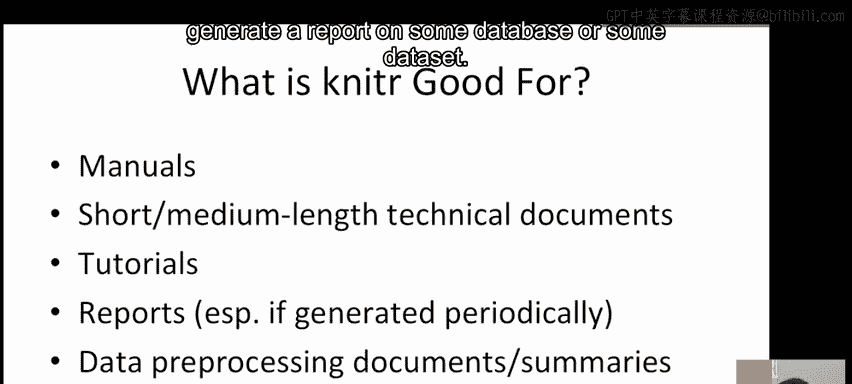 GPT中英字幕课程资源@bilibili.com
generate a report on some database or some
dataset.
What is knitr Good For?
• Manuals
• Short/medium-length technical documents
• Tutorials
• Reports (esp. if generated periodically)
• Data preprocessing documents/summaries